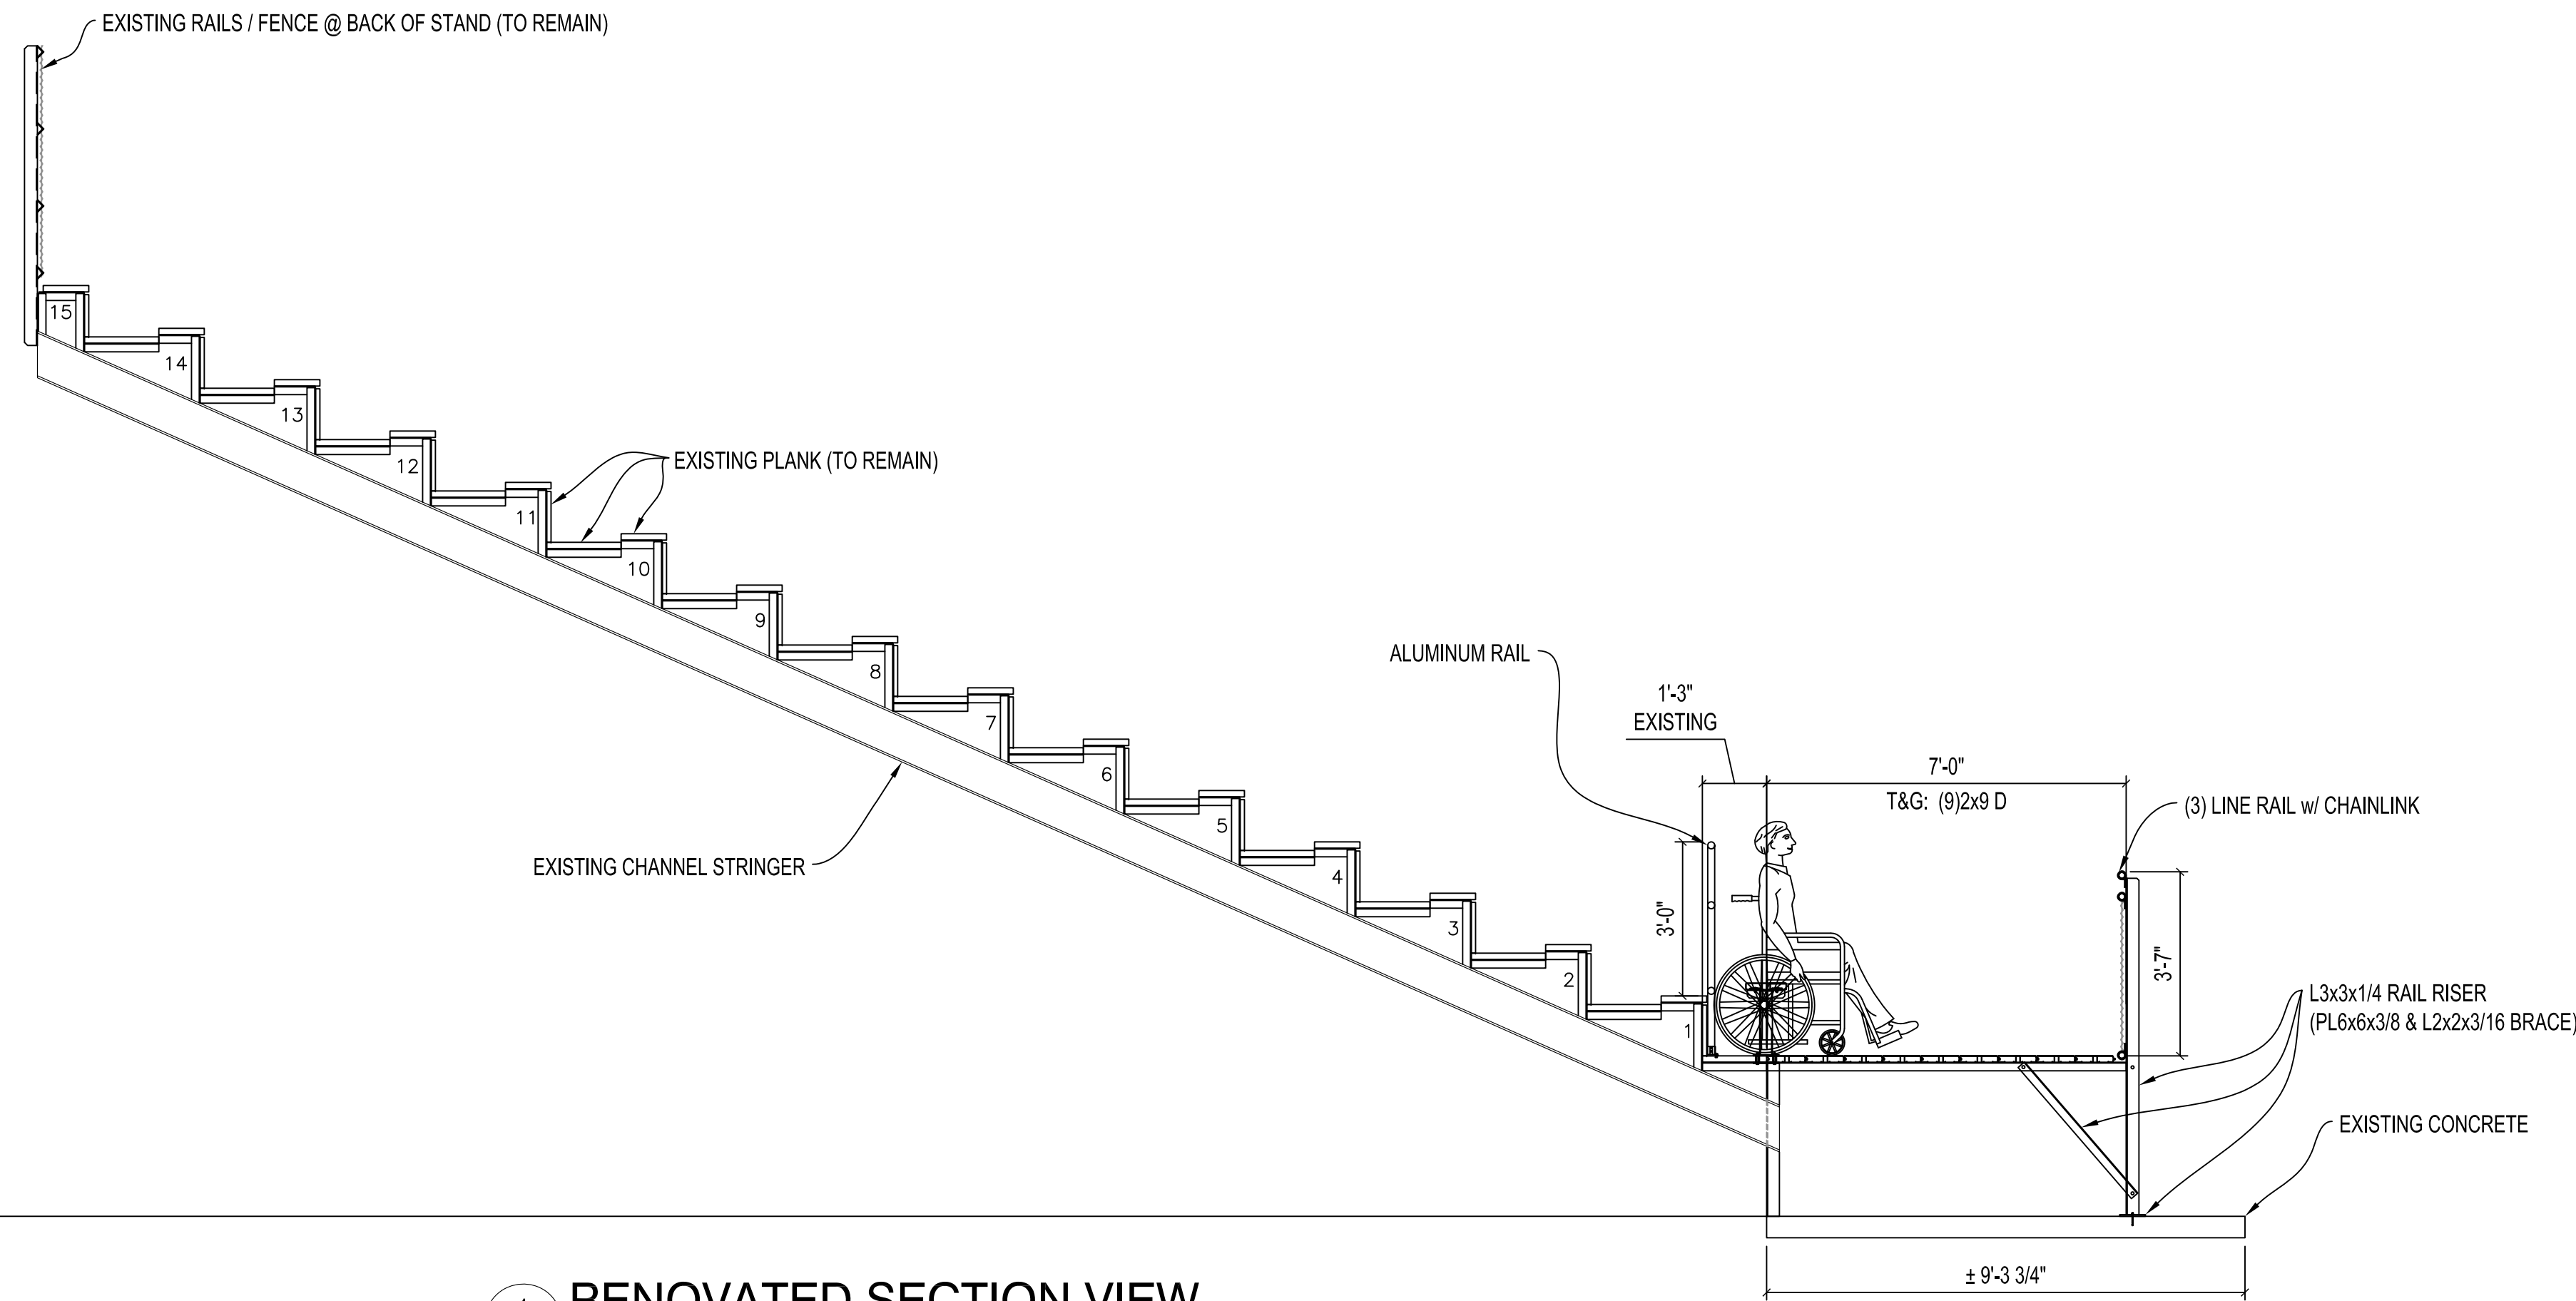 EXISTING RAILS / FENCE @ BACK OF STAND (TO REMAIN)
15
14
13
12
11
EXISTING PLANK (TO REMAIN)
10
9
8
7
6
5
4
3
2
1
EXISTING CHANNEL STRINGER
ALUMINUM RAIL
1'-3"
EXISTING
7'-0"
T&G: (9)2x9 D
(3) LINE RAIL w/ CHAINLINK
3'-0"
3'-7"
L3x3x1/4 RAIL RISER
(PL6x6x3/8 & L2x2x3/16 BRACE)
EXISTING CONCRETE
± 9'-3 3/4"
RENOVATED SECTION VIEW